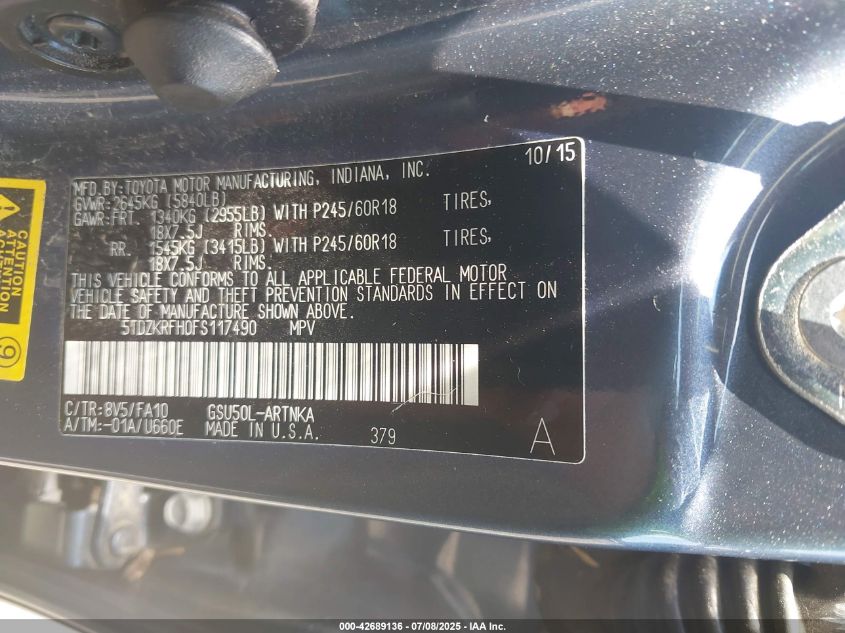 10/15
MFD.BY:TOYOTA MOTOR MANUFACTURING, INDIANA, INC.
GVWR:2645KG (5840LB)
GAWR:FRT. 1340KG (2955LB) WITH P245/60R18 TIRES,
18X7.5J RIMS.
RR. 1545KG (3415LB) WITH P245/60R18 TIRES,
18X7.5J RIMS.
THIS VEHICLE CONFORMS TO ALL APPLICABLE FEDERAL MOTOR
VEHICLE SAFETY AND THEFT PREVENTION STANDARDS IN EFFECT ON
THE DATE OF MANUFACTURE SHOWN ABOVE.
5TDZKRFH0FS117490 MPV
C/TR:8V5/FA10 GSU50L-ARTNKA
A/TM:-01A/U660E MADE IN U.S.A. 379 A
CAUTION
ATTENTION
000-42689136 - 07/08/2025 - IAA Inc.